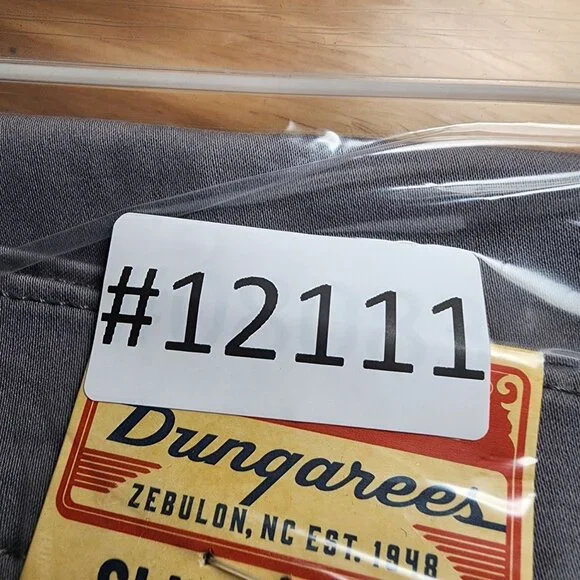 #12111
Dungarees
ZEBULON, NC EST. 1948